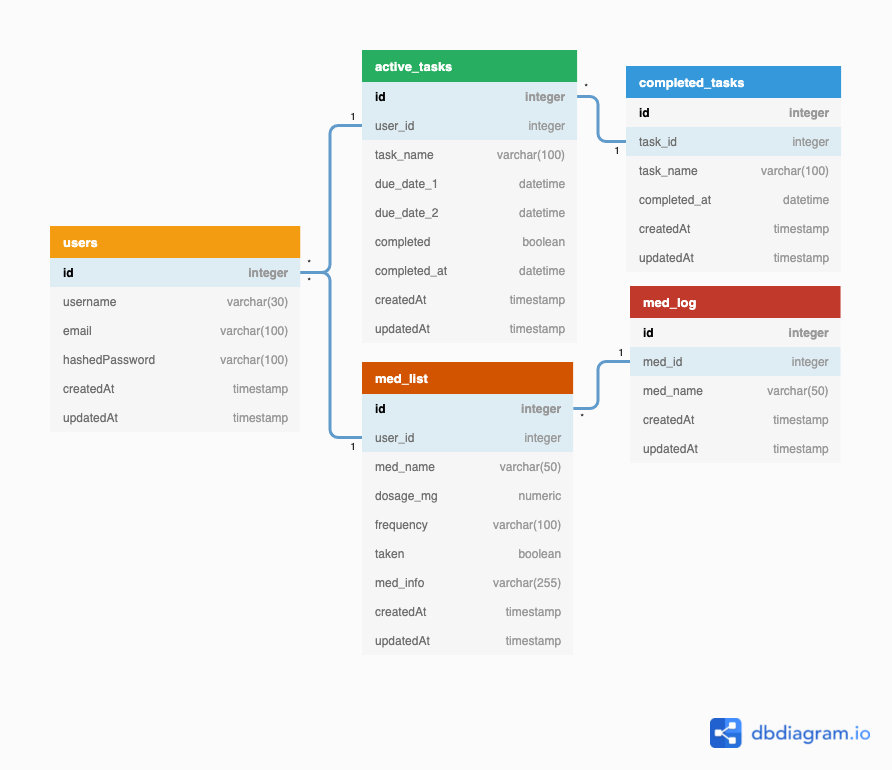 users
id integer
username varchar(30)
email varchar(100)
hashedPassword varchar(100)
createdAt timestamp
updatedAt timestamp
* 
*
1
1
active_tasks
id integer
user_id integer
task_name varchar(100)
due_date_1 datetime
due_date_2 datetime
completed boolean
completed_at datetime
createdAt timestamp
updatedAt timestamp
*
1
med_list
id integer
user_id integer
med_name varchar(50)
dosage_mg numeric
frequency varchar(100)
taken boolean
med_info varchar(255)
createdAt timestamp
updatedAt timestamp
*
1
completed_tasks
id integer
task_id integer
task_name varchar(100)
completed_at datetime
createdAt timestamp
updatedAt timestamp
med_log
id integer
med_id integer
med_name varchar(50)
createdAt timestamp
updatedAt timestamp
dbdiagram.io